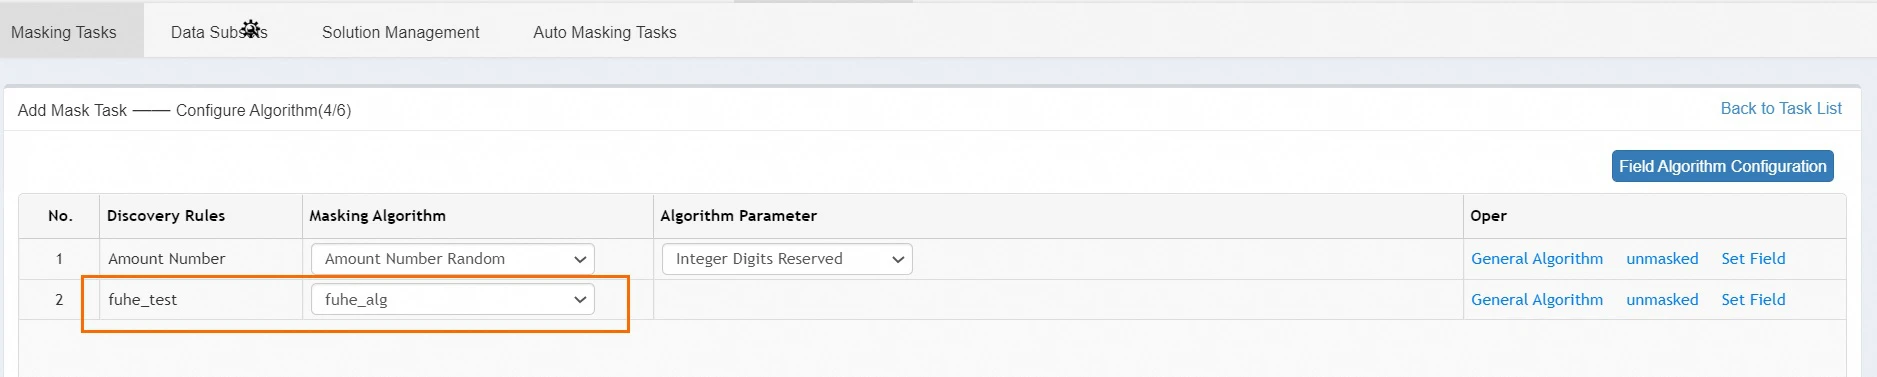 Masking Tasks Data Subsets Solution Management Auto Masking Tasks
Add Mask Task —— Configure Algorithm(4/6) Back to Task List
Field Algorithm Configuration
No. Discovery Rules Masking Algorithm Algorithm Parameter Oper
1 Amount Number Amount Number Random Integer Digits Reserved General Algorithm unmasked Set Field
2 fuhe_test fuhe_alg General Algorithm unmasked Set Field